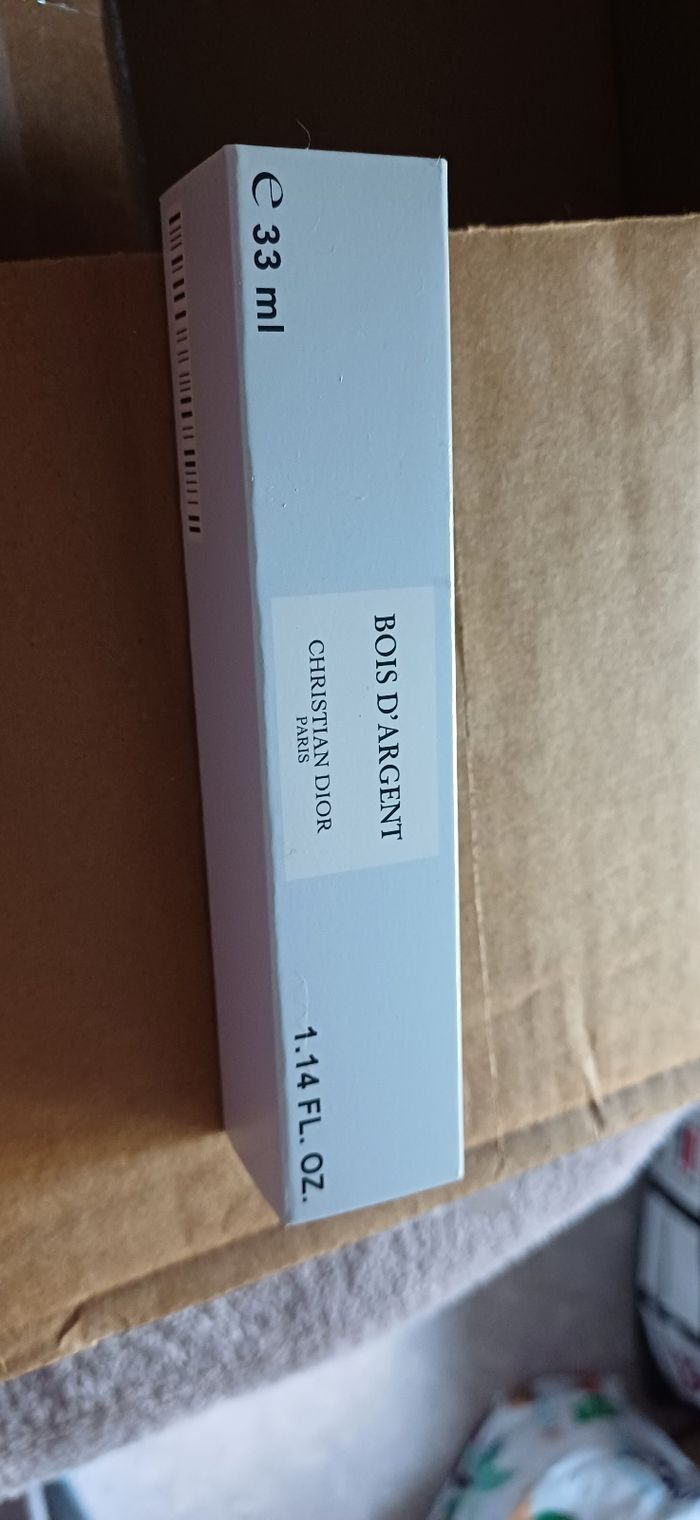 e 33 ml
BOIS D'ARGENT
CHRISTIAN DIOR
PARIS
1.14 FL. OZ.